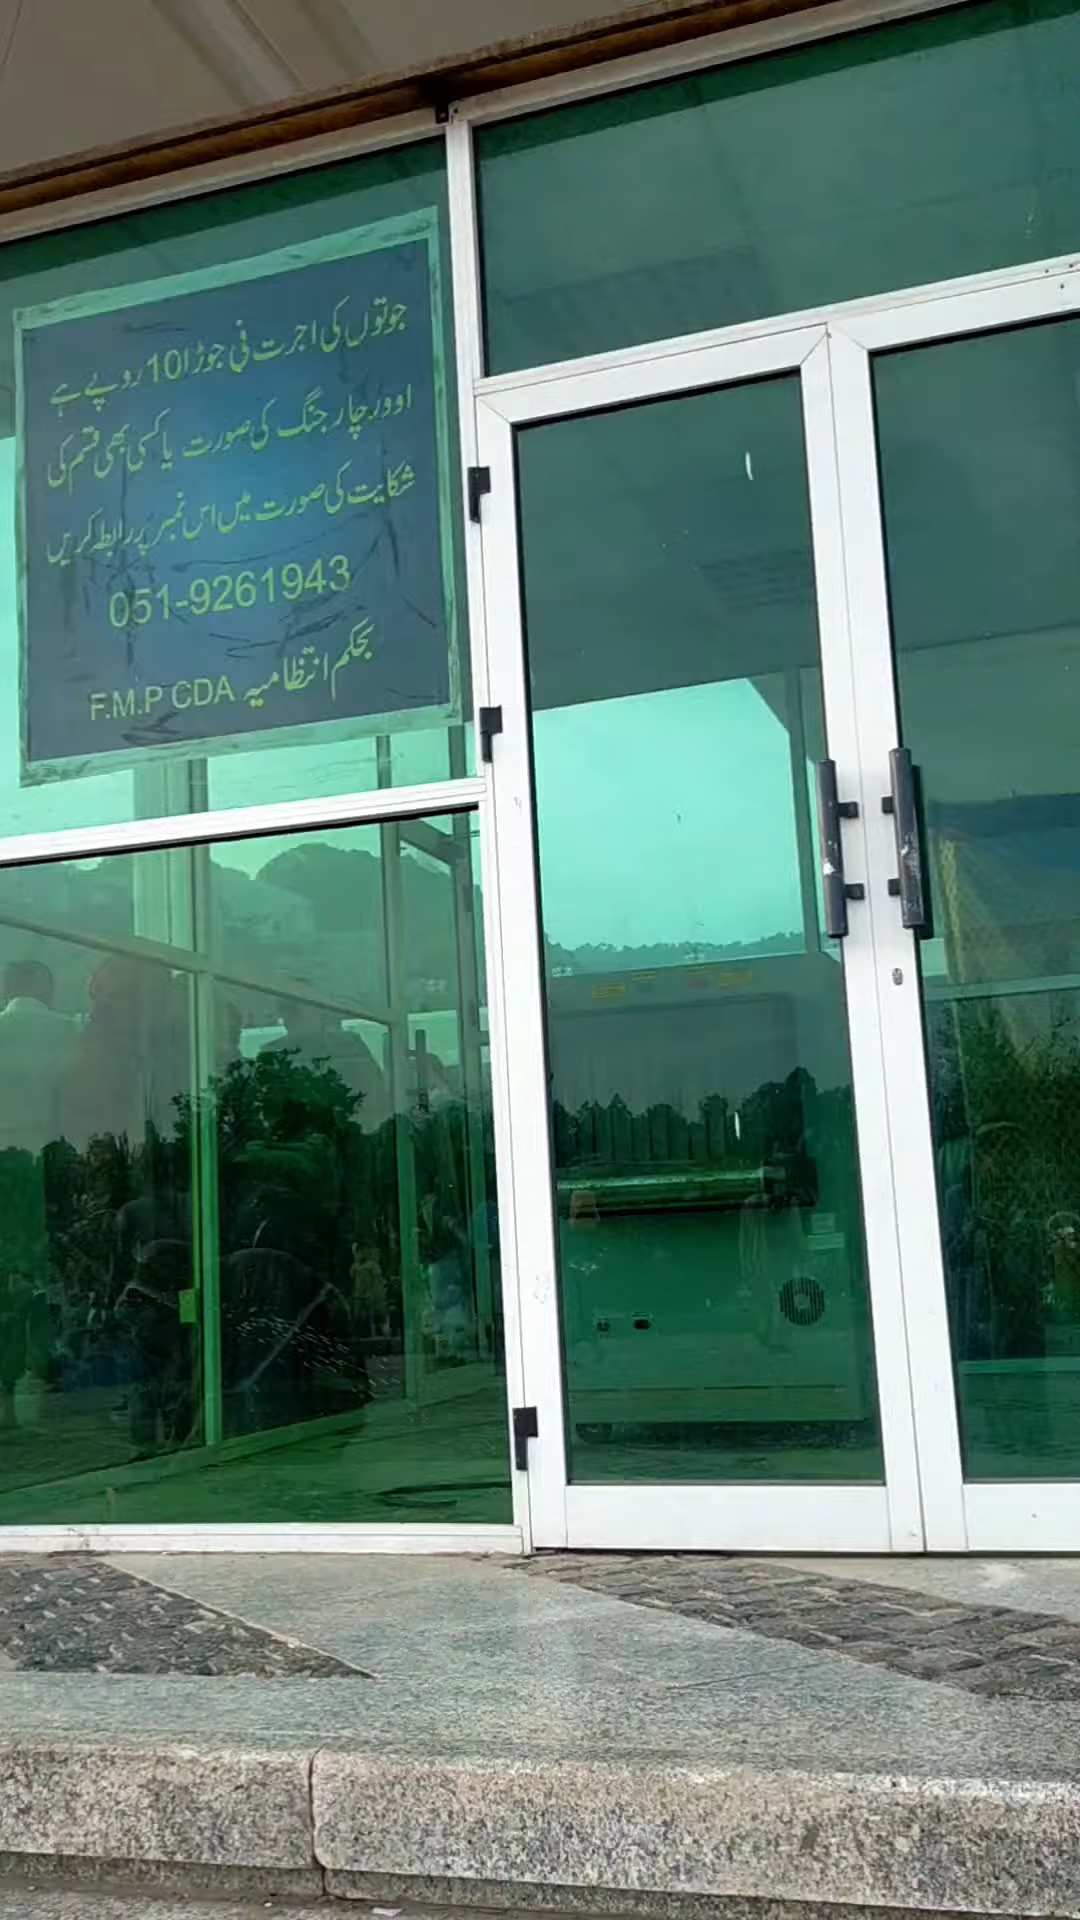 جوتوں کی اجرت فی جوڑا 10 روپے ہے
اوور چارجنگ کی صورت یا کسی بھی قسم کی
شکایت کی صورت میں اس نمبر پر رابطہ کریں
051-9261943
بحکم انتظامیہ F.M.P CDA